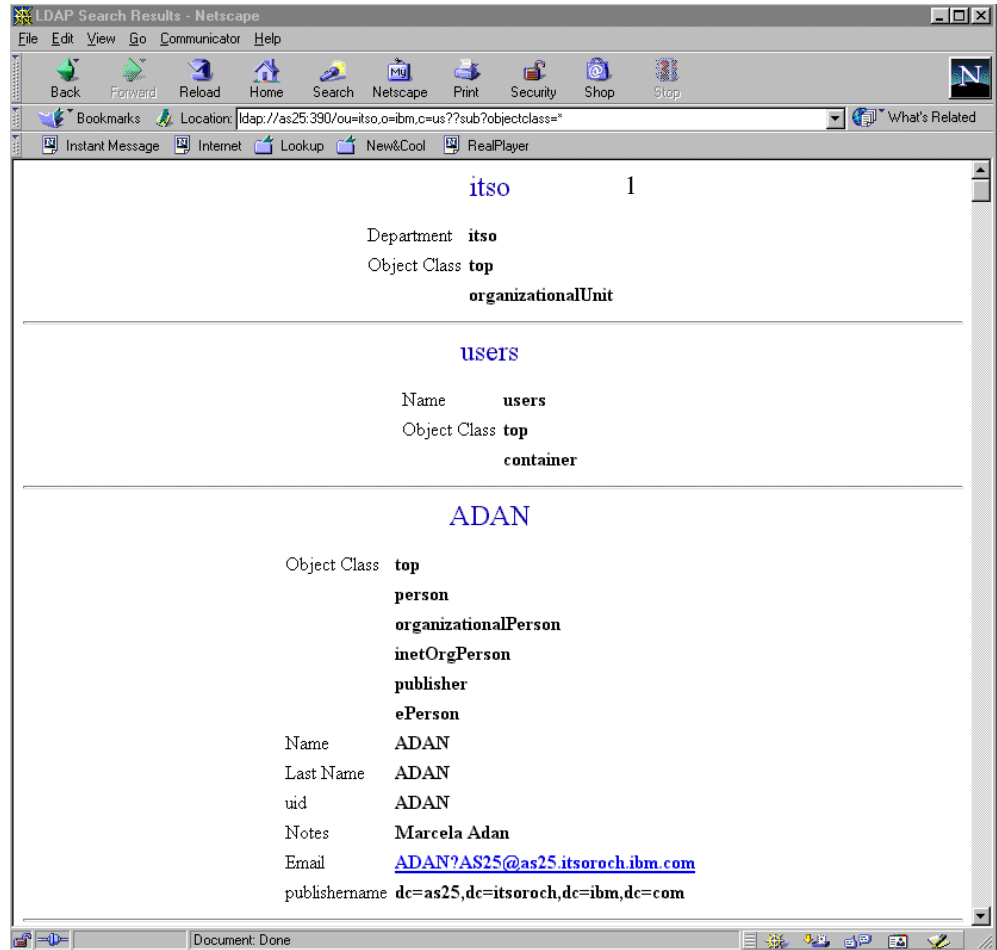 LDAP Search Results - Netscape
File Edit View Go Communicator Help
Back Forward Reload Home Search Netscape Print Security Shop Stop
My
N
Bookmarks Location: ldap://as25:390/ou=itso,o=ibm,c=us??sub?objectclass=* What's Related
Instant Message Internet Lookup New&Cool RealPlayer
itso 1
Department itso
Object Class top
organizationalUnit
users
Name users
Object Class top
container
ADAN
Object Class top
person
organizationalPerson
inetOrgPerson
publisher
ePerson
Name ADAN
Last Name ADAN
uid ADAN
Notes Marcela Adan
Email ADAN?AS25@as25.itsoroch.ibm.com
publishername dc=as25,dc=itsoroch,dc=ibm,dc=com
Document: Done